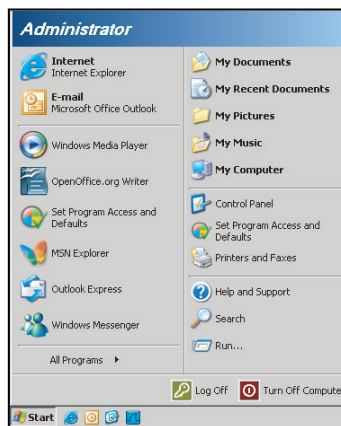 Administrator
Internet
Internet Explorer
E-mail
Microsoft Office Outlook
Windows Media Player
OpenOffice.org Writer
Set Program Access and
Defaults
MSN Explorer
Outlook Express
Windows Messenger
All Programs
My Documents
My Recent Documents
My Pictures
My Music
My Computer
Control Panel
Set Program Access and
Defaults
Printers and Faxes
Help and Support
Search
Run...
Log Off
Turn Off Compute
Start